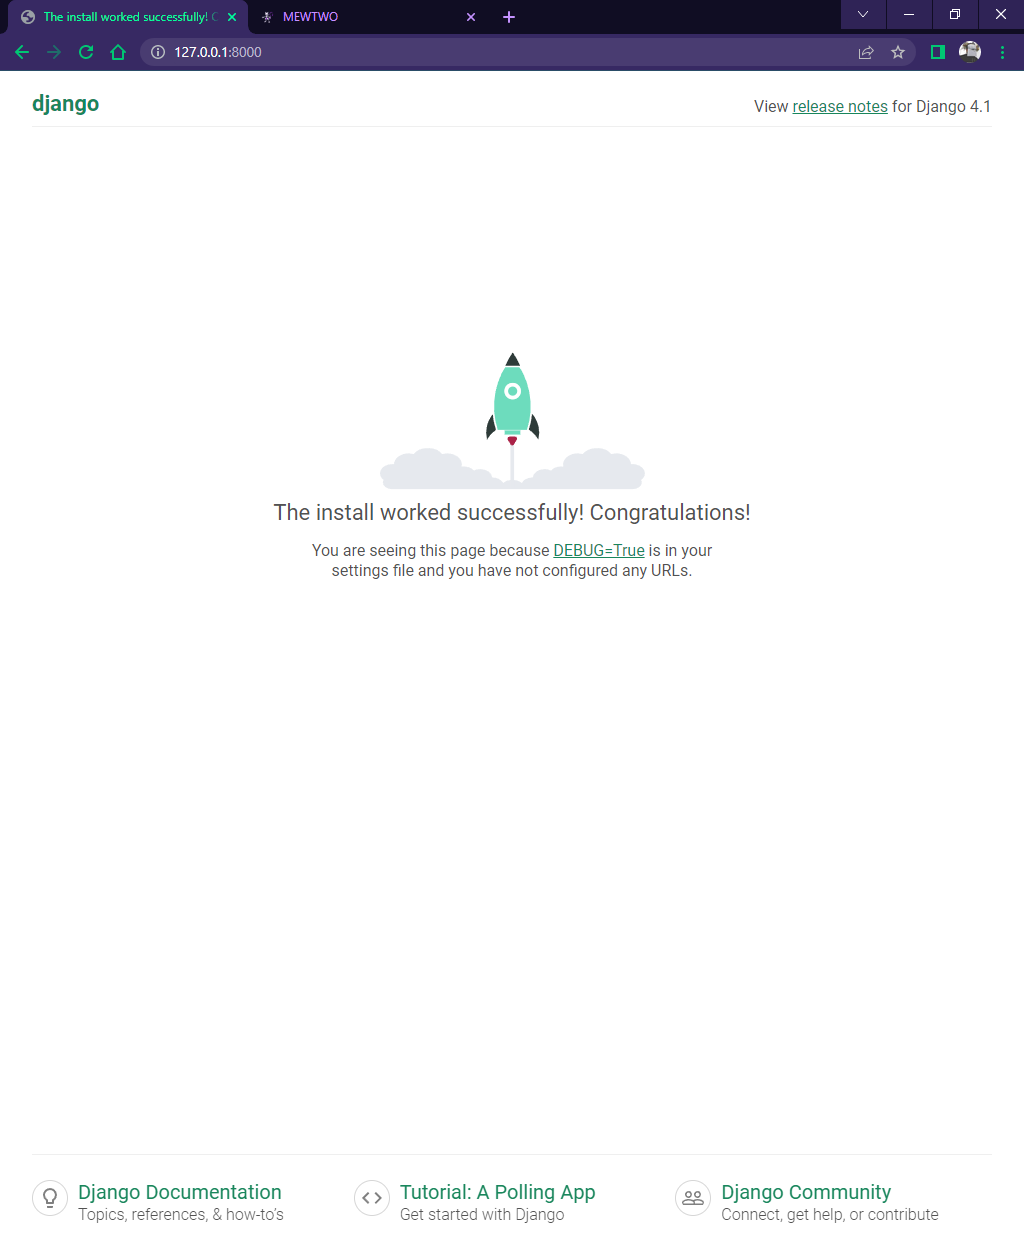 The install worked successfully! C
MEWTWO
127.0.0.1:8000
django
View release notes for Django 4.1
The install worked successfully! Congratulations!
You are seeing this page because DEBUG=True is in your
settings file and you have not configured any URLs.
Django Documentation
Topics, references, & how-to’s
Tutorial: A Polling App
Get started with Django
Django Community
Connect, get help, or contribute